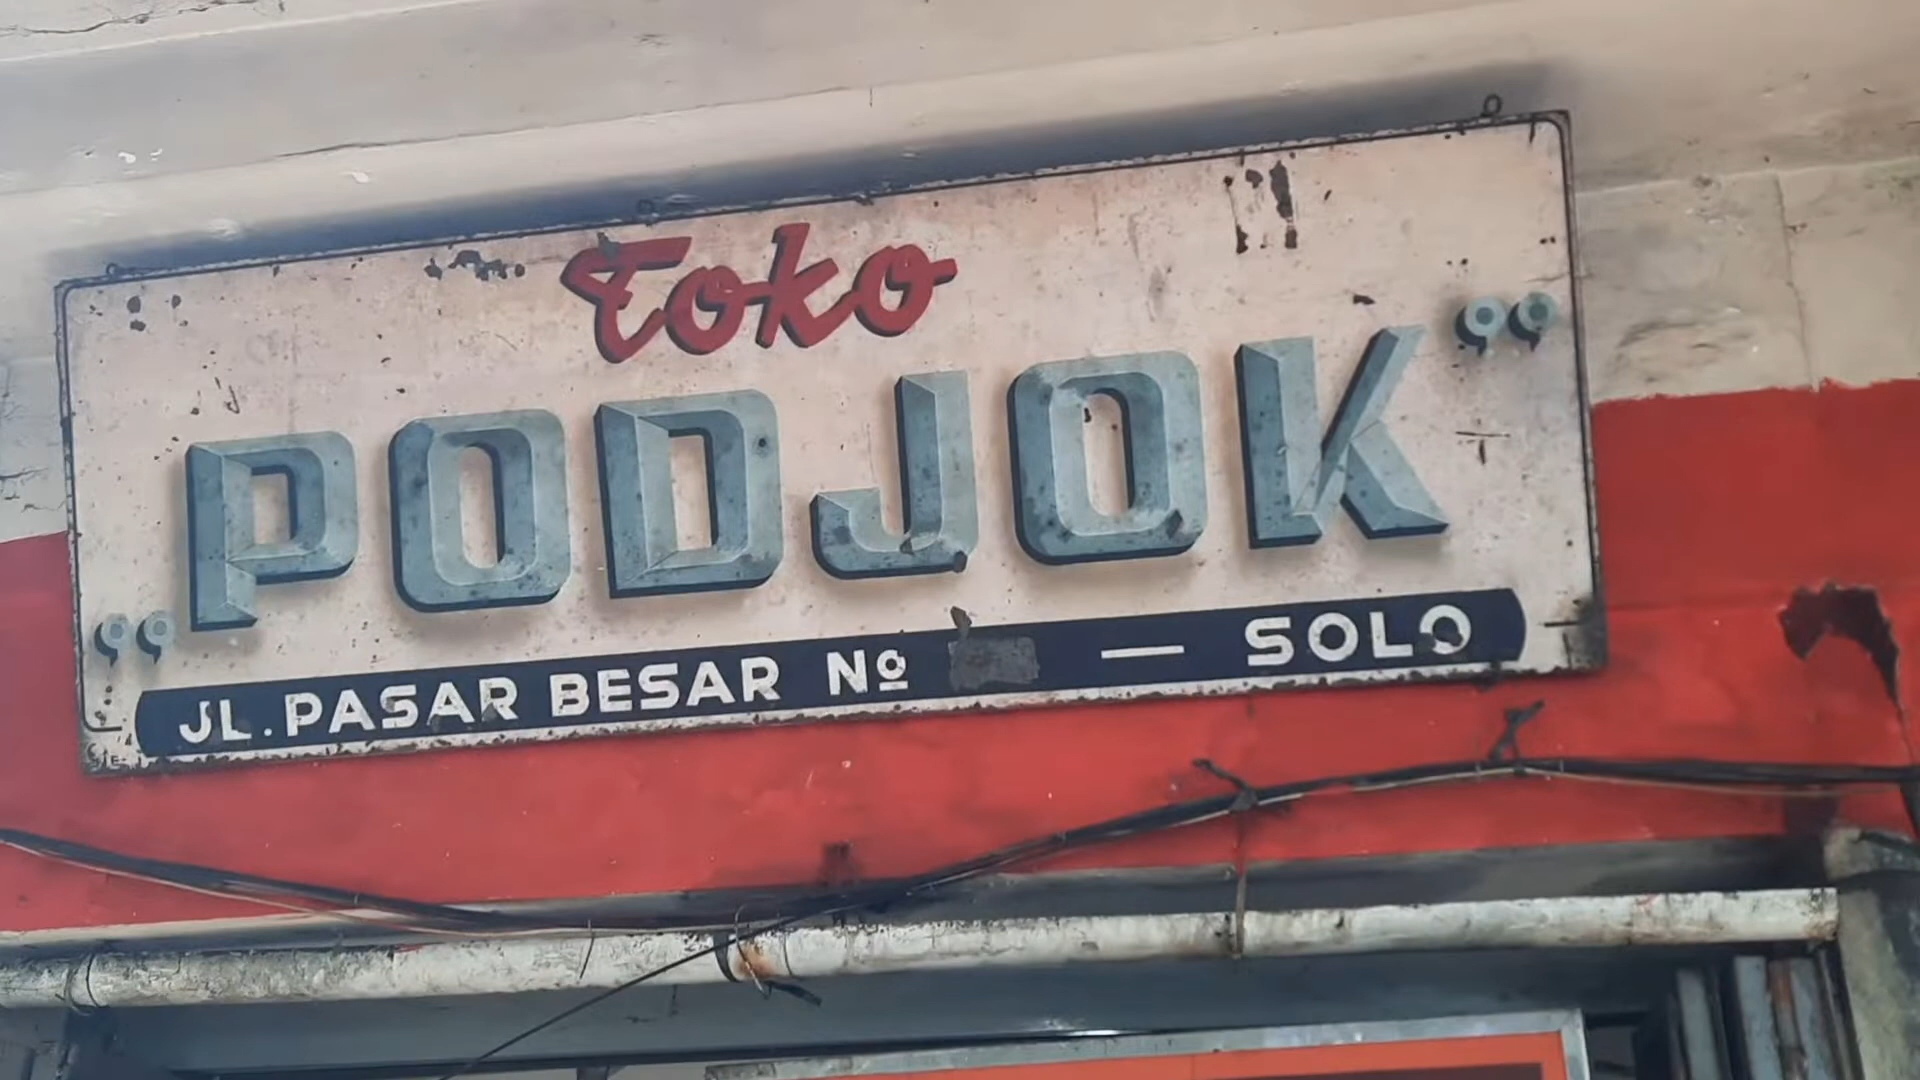 Toko
„PODJOK"
JL. PASAR BESAR Nº — SOLO